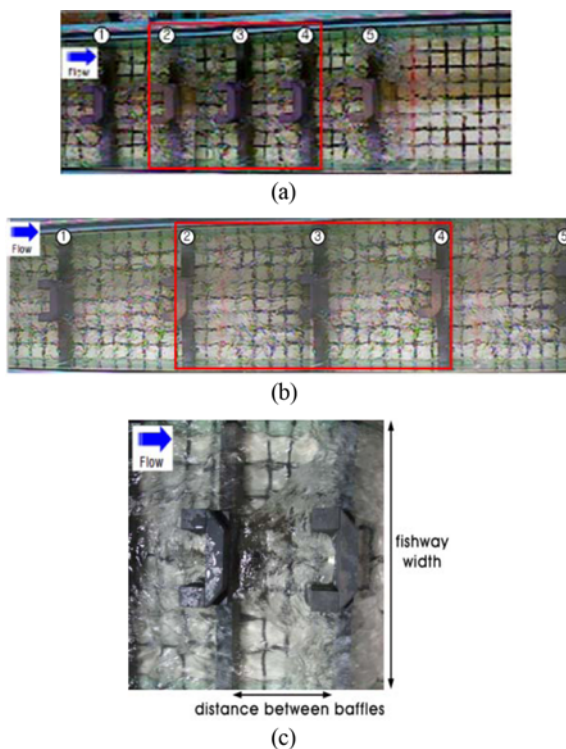 ① ② ③ ④ ⑤
Flow
(a)
① ② ③ ④ ⑤
Flow
(b)
Flow
fishway
width
distance between baffles
(c)